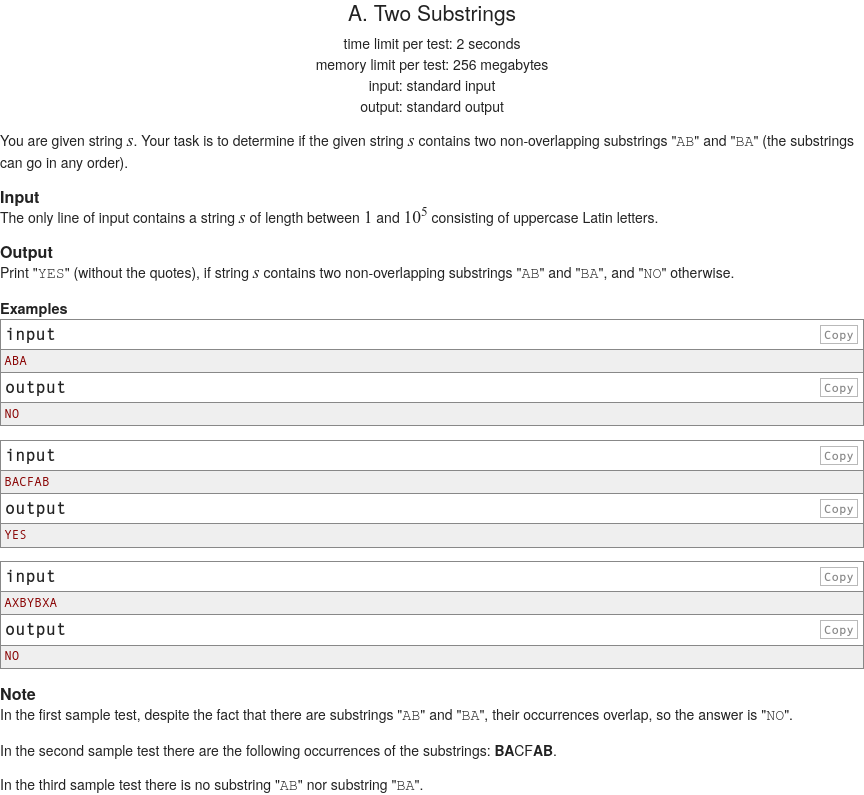 A. Two Substrings
time limit per test: 2 seconds
memory limit per test: 256 megabytes
input: standard input
output: standard output
You are given string s. Your task is to determine if the given string s contains two non-overlapping substrings "AB" and "BA" (the substrings
can go in any order).
Input
The only line of input contains a string s of length between 1 and 10^5 consisting of uppercase Latin letters.
Output
Print "YES" (without the quotes), if string s contains two non-overlapping substrings "AB" and "BA", and "NO" otherwise.
Examples
input Copy
ABA
output Copy
NO
input Copy
BACFAB
output Copy
YES
input Copy
AXBYBXA
output Copy
NO
Note
In the first sample test, despite the fact that there are substrings "AB" and "BA", their occurrences overlap, so the answer is "NO".
In the second sample test there are the following occurrences of the substrings: BACFAB.
In the third sample test there is no substring "AB" nor substring "BA".